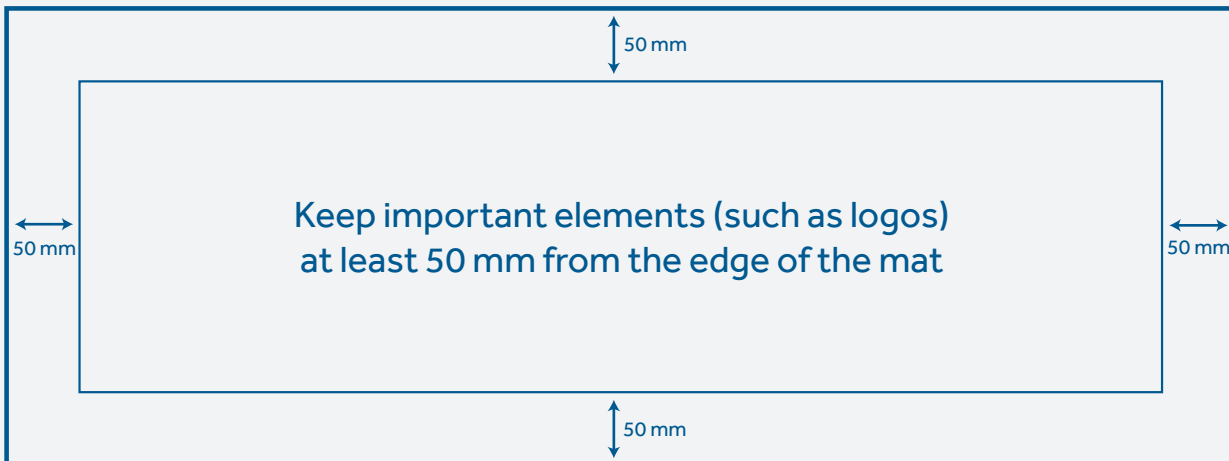 50 mm
Keep important elements (such as logos)
at least 50 mm from the edge of the mat
50 mm
50 mm
50 mm